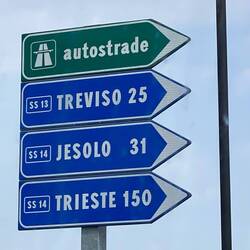 autostrade
SS 13 TREVISO 25
SS 14 JESOLO 31
SS 14 TRIESTE 150